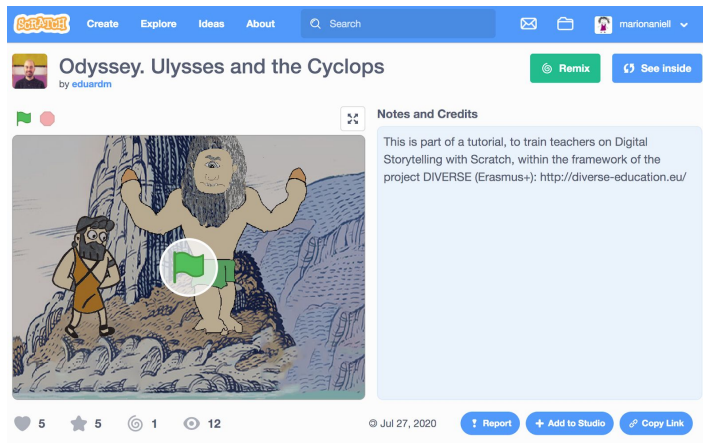 SCRATCH Create Explore Ideas About Search marionaniell
Odyssey. Ulysses and the Cyclops
by eduardm
Remix See inside
Notes and Credits
This is part of a tutorial, to train teachers on Digital
Storytelling with Scratch, within the framework of the
project DIVERSE (Erasmus+): http://diverse-education.eu/
5 5 1 12 © Jul 27, 2020 Report Add to Studio Copy Link